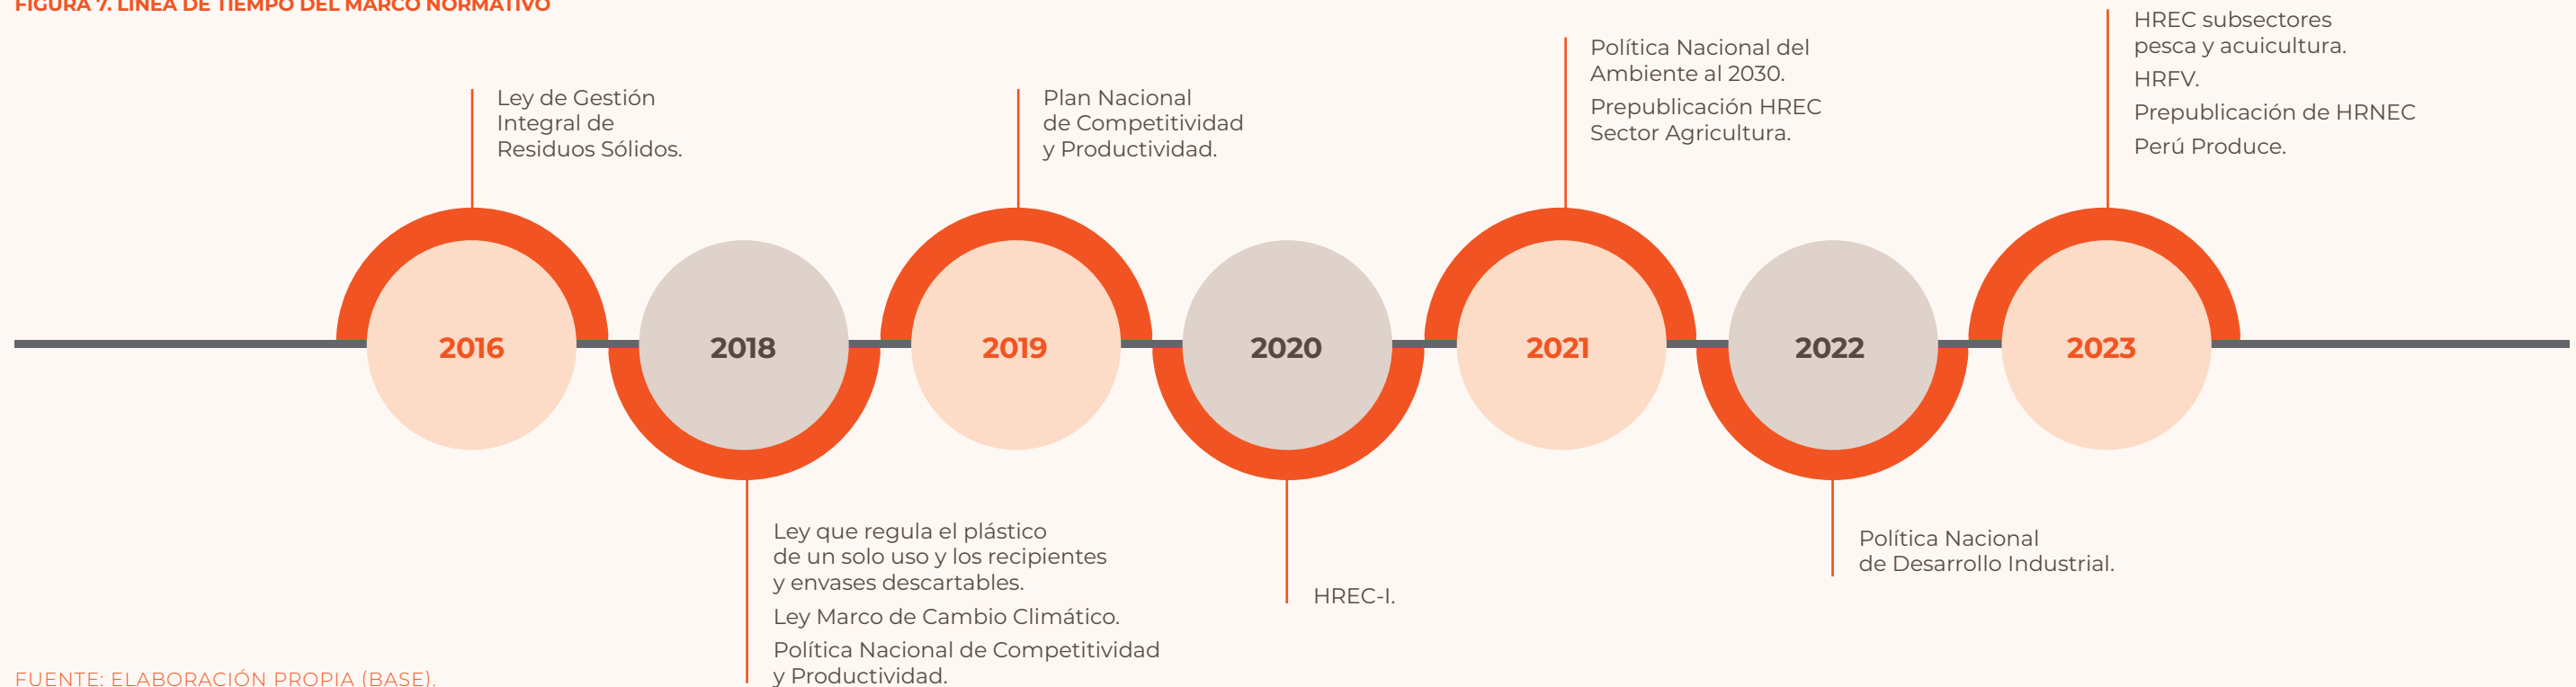 FIGURA 7. LÍNEA DE TIEMPO DEL MARCO NORMATIVO
2016
Ley de Gestión
Integral de
Residuos Sólidos.
2018
Ley que regula el plástico
de un solo uso y los recipientes
y envases descartables.
Ley Marco de Cambio Climático.
Política Nacional de Competitividad
y Productividad.
2019
Plan Nacional
de Competitividad
y Productividad.
2020
HREC-I.
2021
Política Nacional del
Ambiente al 2030.
Prepublicación HREC
Sector Agricultura.
2022
Política Nacional
de Desarrollo Industrial.
2023
HREC subsectores
pesca y acuicultura.
HRFV.
Prepublicación de HRNEC
Perú Produce.
FUENTE: ELABORACIÓN PROPIA (BASE).